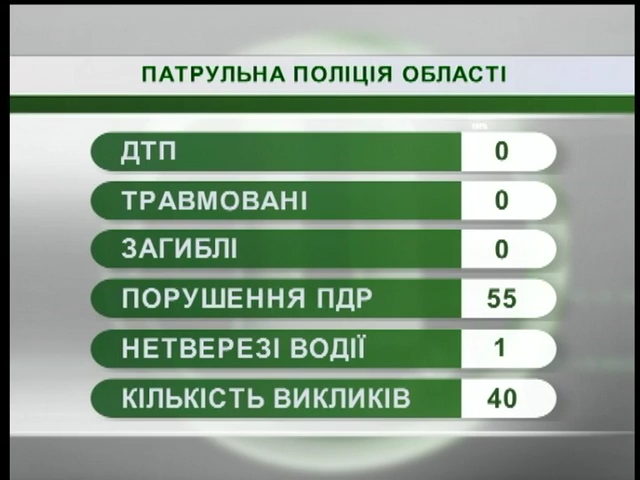 ПАТРУЛЬНА ПОЛІЦІЯ ОБЛАСТІ
ДТП 0
ТРАВМОВАНІ 0
ЗАГИБЛІ 0
ПОРУШЕННЯ ПДР 55
НЕТВЕРЕЗІ ВОДІЇ 1
КІЛЬКІСТЬ ВИКЛИКІВ 40